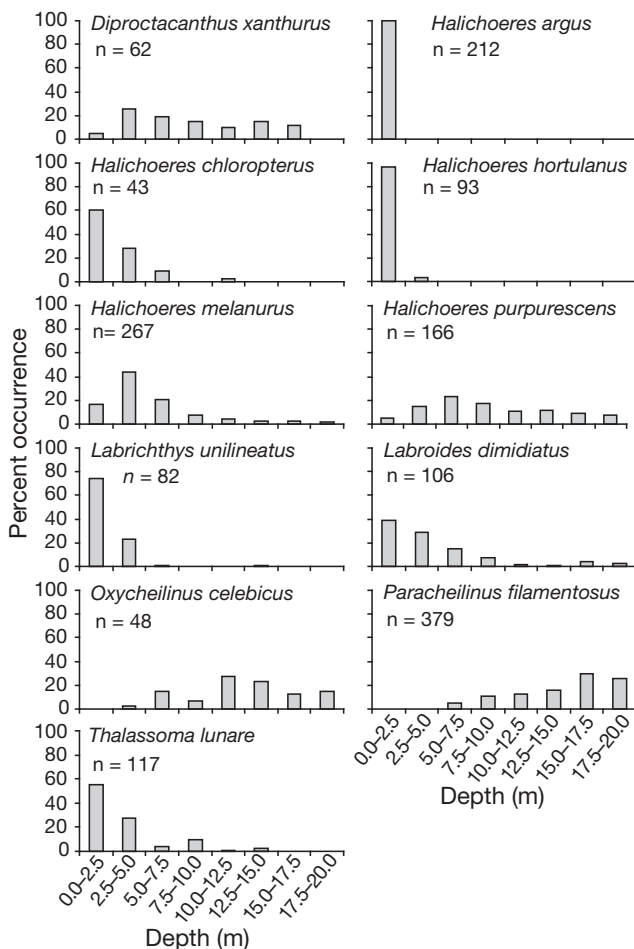 Diproctacanthus xanthurus
n = 62
100
80
60
40
20
0
Halichoeres argus
n = 212
Halichoeres chloropterus
n = 43
100
80
60
40
20
0
Halichoeres hortulanus
n = 93
Halichoeres melanurus
n= 267
100
80
60
40
20
0
Halichoeres purpurescens
n = 166
Percent occurrence
Labrichthys unilineatus
n = 82
100
80
60
40
20
0
Labroides dimidiatus
n = 106
Oxycheilinus celebicus
n = 48
100
80
60
40
20
0
Paracheilinus filamentosus
n = 379
0.0–2.5
2.5–5.0
5.0–7.5
7.5–10.0
10.0–12.5
12.5–15.0
15.0–17.5
17.5–20.0
Depth (m)
Thalassoma lunare
n = 117
100
80
60
40
20
0
0.0–2.5
2.5–5.0
5.0–7.5
7.5–10.0
10.0–12.5
12.5–15.0
15.0–17.5
17.5–20.0
Depth (m)